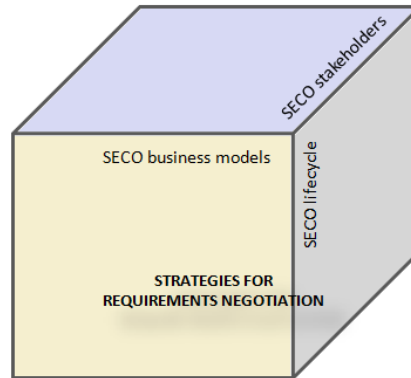 SECO stakeholders
SECO business models
SECO lifecycle
STRATEGIES FOR
REQUIREMENTS NEGOTIATION